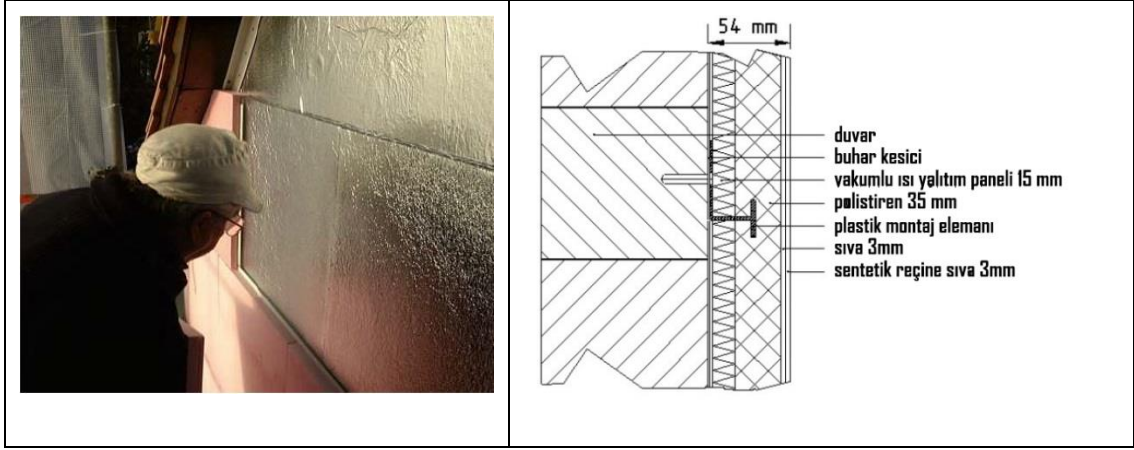 54 mm
duvar
buhar kesici
vakumlu ısı yalıtım paneli 15 mm
polistiren 35 mm
plastik montaj elemanı
sıva 3mm
sentetik reçine sıva 3mm